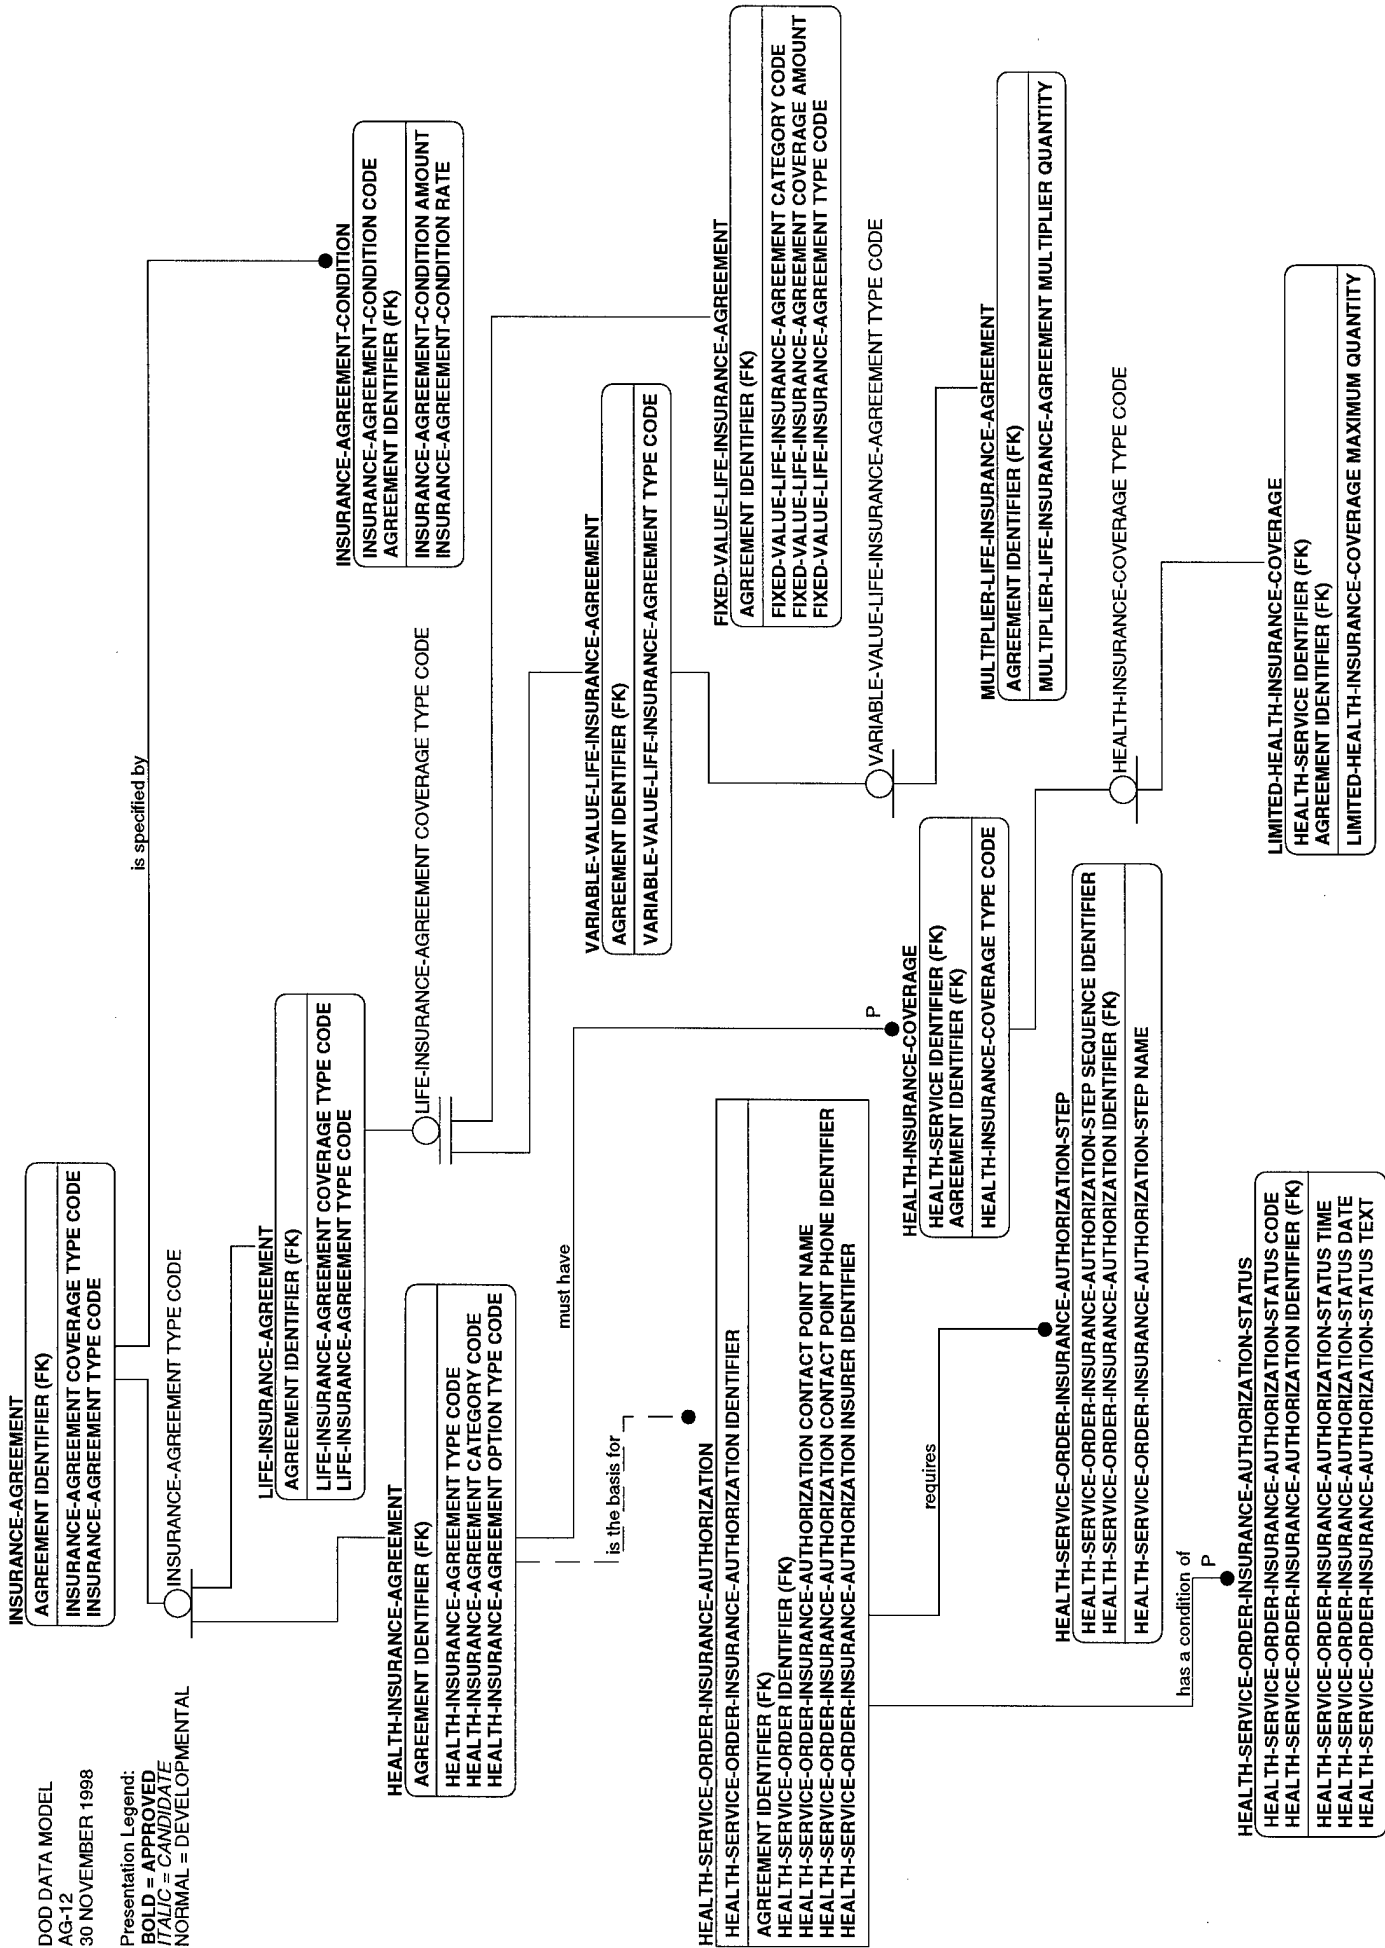 DOD DATA MODEL
AG-12
30 NOVEMBER 1998
Presentation Legend:
BOLD = APPROVED
ITALIC = CANDIDATE
NORMAL = DEVELOPMENTAL
INSURANCE-AGREEMENT
AGREEMENT IDENTIFIER (FK)
INSURANCE-AGREEMENT COVERAGE TYPE CODE
INSURANCE-AGREEMENT TYPE CODE
is specified by
INSURANCE-AGREEMENT TYPE CODE
INSURANCE-AGREEMENT-CONDITION
INSURANCE-AGREEMENT-CONDITION CODE
AGREEMENT IDENTIFIER (FK)
INSURANCE-AGREEMENT-CONDITION AMOUNT
INSURANCE-AGREEMENT-CONDITION RATE
LIFE-INSURANCE-AGREEMENT
AGREEMENT IDENTIFIER (FK)
LIFE-INSURANCE-AGREEMENT COVERAGE TYPE CODE
LIFE-INSURANCE-AGREEMENT TYPE CODE
LIFE-INSURANCE-AGREEMENT COVERAGE TYPE CODE
HEALTH-INSURANCE-AGREEMENT
AGREEMENT IDENTIFIER (FK)
HEALTH-INSURANCE-AGREEMENT TYPE CODE
HEALTH-INSURANCE-AGREEMENT CATEGORY CODE
HEALTH-INSURANCE-AGREEMENT OPTION TYPE CODE
must have
is the basis for
VARIABLE-VALUE-LIFE-INSURANCE-AGREEMENT
AGREEMENT IDENTIFIER (FK)
VARIABLE-VALUE-LIFE-INSURANCE-AGREEMENT TYPE CODE
FIXED-VALUE-LIFE-INSURANCE-AGREEMENT
AGREEMENT IDENTIFIER (FK)
FIXED-VALUE-LIFE-INSURANCE-AGREEMENT CATEGORY CODE
FIXED-VALUE-LIFE-INSURANCE-AGREEMENT COVERAGE AMOUNT
FIXED-VALUE-LIFE-INSURANCE-AGREEMENT TYPE CODE
VARIABLE-VALUE-LIFE-INSURANCE-AGREEMENT TYPE CODE
HEALTH-SERVICE-ORDER-INSURANCE-AUTHORIZATION
HEALTH-SERVICE-ORDER-INSURANCE-AUTHORIZATION IDENTIFIER
AGREEMENT IDENTIFIER (FK)
HEALTH-SERVICE-ORDER IDENTIFIER (FK)
HEALTH-SERVICE-ORDER-INSURANCE-AUTHORIZATION CONTACT POINT NAME
HEALTH-SERVICE-ORDER-INSURANCE-AUTHORIZATION CONTACT POINT PHONE IDENTIFIER
HEALTH-SERVICE-ORDER-INSURANCE-AUTHORIZATION INSURER IDENTIFIER
P
HEALTH-INSURANCE-COVERAGE
HEALTH-SERVICE IDENTIFIER (FK)
AGREEMENT IDENTIFIER (FK)
HEALTH-INSURANCE-COVERAGE TYPE CODE
MULTIPLIER-LIFE-INSURANCE-AGREEMENT
AGREEMENT IDENTIFIER (FK)
MULTIPLIER-LIFE-INSURANCE-AGREEMENT MULTIPLIER QUANTITY
HEALTH-INSURANCE-COVERAGE TYPE CODE
requires
HEALTH-SERVICE-ORDER-INSURANCE-AUTHORIZATION-STEP
HEALTH-SERVICE-ORDER-INSURANCE-AUTHORIZATION-STEP SEQUENCE IDENTIFIER
HEALTH-SERVICE-ORDER-INSURANCE-AUTHORIZATION IDENTIFIER (FK)
HEALTH-SERVICE-ORDER-INSURANCE-AUTHORIZATION-STEP NAME
has a condition of
P
HEALTH-SERVICE-ORDER-INSURANCE-AUTHORIZATION-STATUS
HEALTH-SERVICE-ORDER-INSURANCE-AUTHORIZATION-STATUS CODE
HEALTH-SERVICE-ORDER-INSURANCE-AUTHORIZATION IDENTIFIER (FK)
HEALTH-SERVICE-ORDER-INSURANCE-AUTHORIZATION-STATUS TIME
HEALTH-SERVICE-ORDER-INSURANCE-AUTHORIZATION-STATUS DATE
HEALTH-SERVICE-ORDER-INSURANCE-AUTHORIZATION-STATUS TEXT
LIMITED-HEALTH-INSURANCE-COVERAGE
HEALTH-SERVICE IDENTIFIER (FK)
AGREEMENT IDENTIFIER (FK)
LIMITED-HEALTH-INSURANCE-COVERAGE MAXIMUM QUANTITY